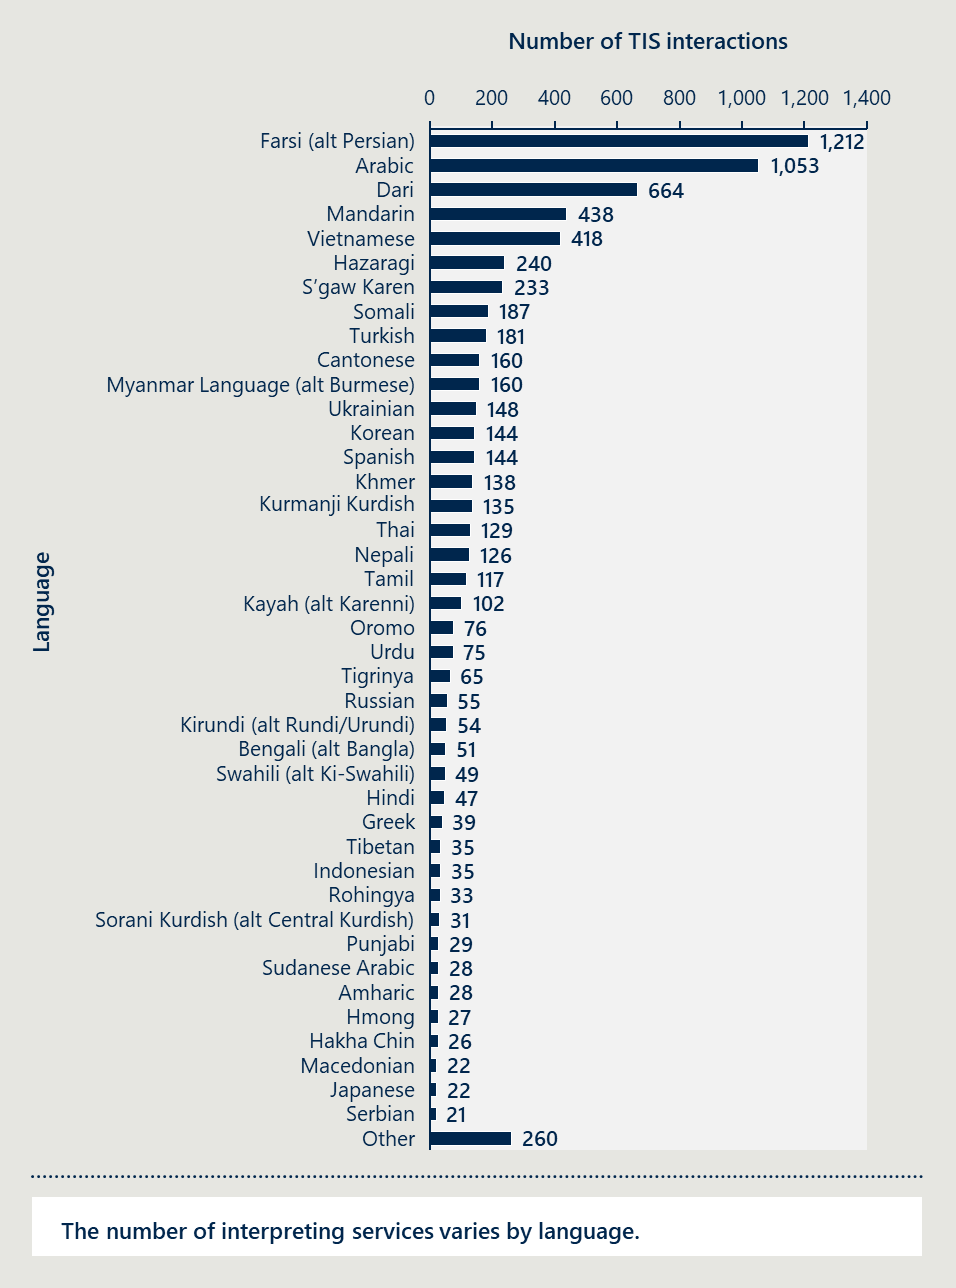 Number of TIS interactions
0 200 400 600 800 1,000 1,200 1,400
Language
Farsi (alt Persian) 1,212
Arabic 1,053
Dari 664
Mandarin 438
Vietnamese 418
Hazaragi 240
S’gaw Karen 233
Somali 187
Turkish 181
Cantonese 160
Myanmar Language (alt Burmese) 160
Ukrainian 148
Korean 144
Spanish 144
Khmer 138
Kurmanji Kurdish 135
Thai 129
Nepali 126
Tamil 117
Kayah (alt Karenni) 102
Oromo 76
Urdu 75
Tigrinya 65
Russian 55
Kirundi (alt Rundi/Urundi) 54
Bengali (alt Bangla) 51
Swahili (alt Ki-Swahili) 49
Hindi 47
Greek 39
Tibetan 35
Indonesian 35
Rohingya 33
Sorani Kurdish (alt Central Kurdish) 31
Punjabi 29
Sudanese Arabic 28
Amharic 28
Hmong 27
Hakha Chin 26
Macedonian 22
Japanese 22
Serbian 21
Other 260
The number of interpreting services varies by language.